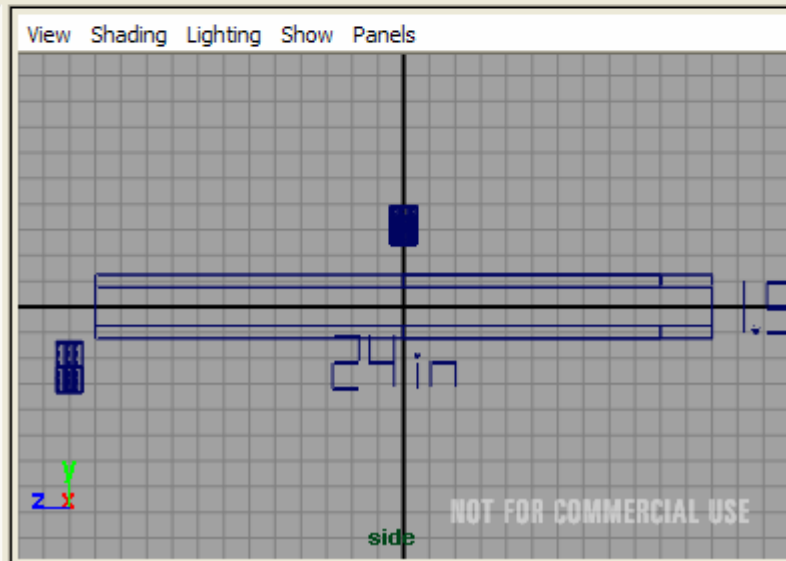 View Shading Lighting Show Panels
24in
y
z x
NOT FOR COMMERCIAL USE
side